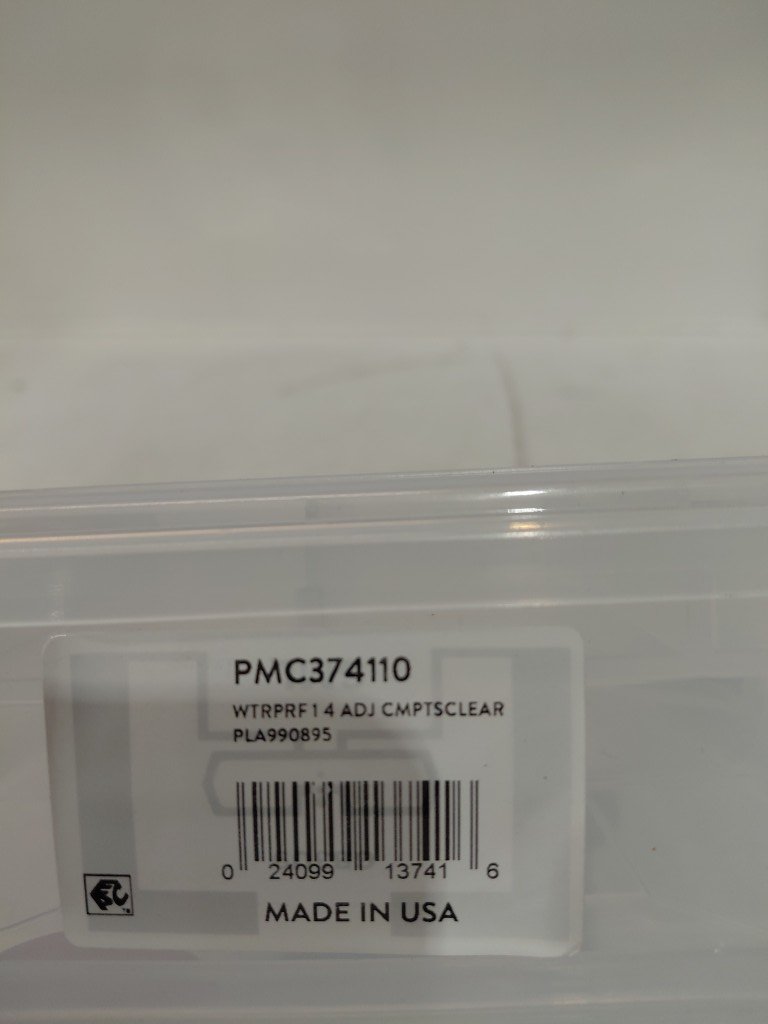 PMC374110
WTRPRF 1 4 ADJ CMPTSCLEAR
PLA990895
0 24099 13741 6
MADE IN USA